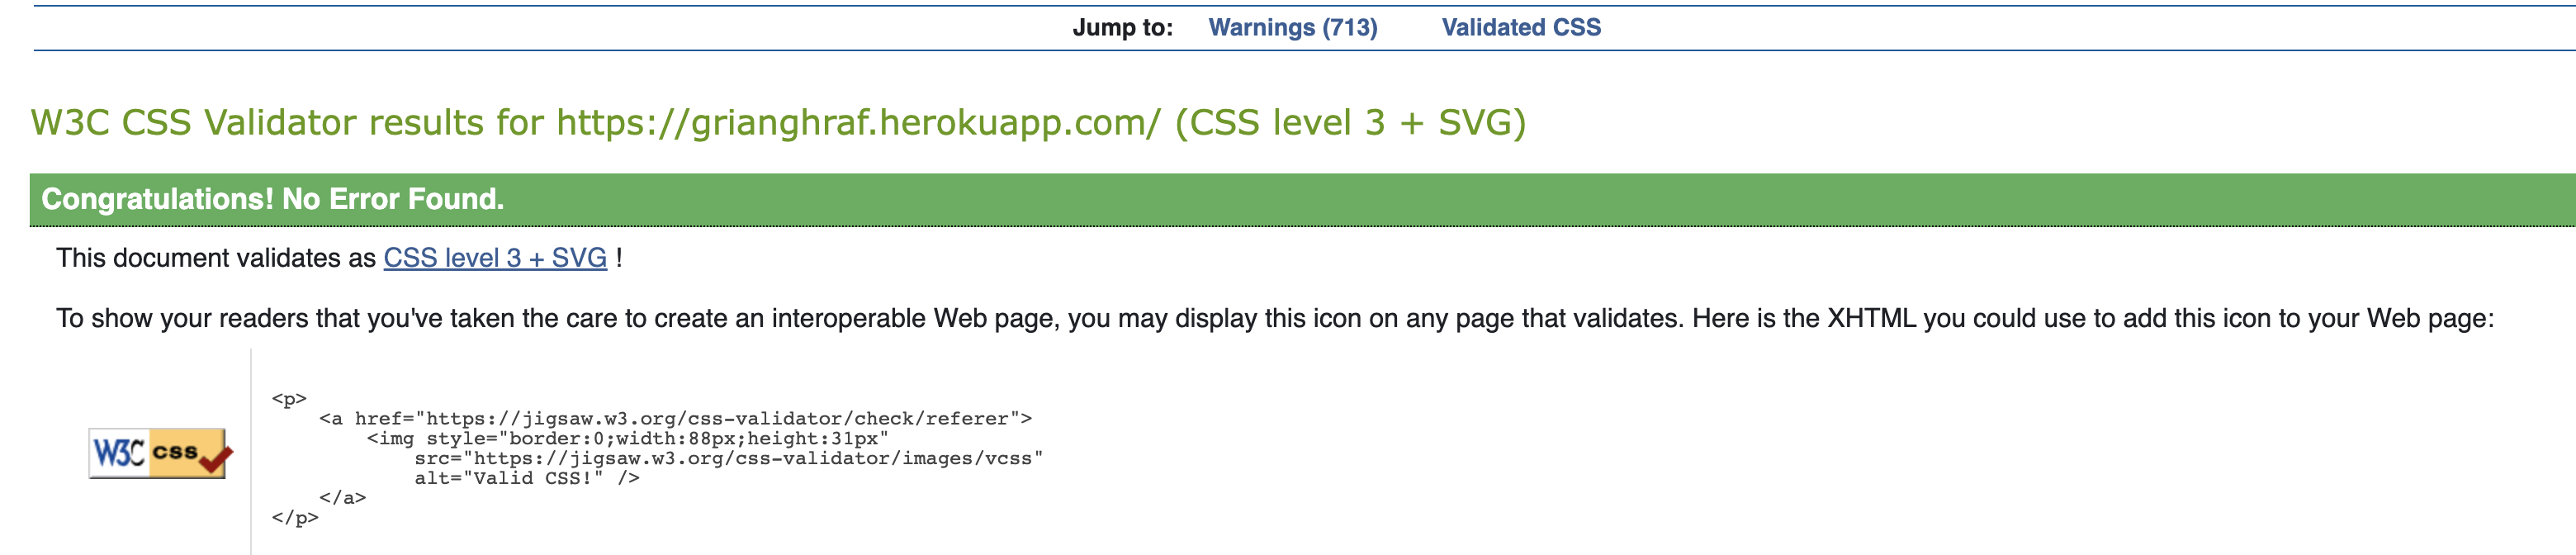 Jump to: Warnings (713) Validated CSS
W3C CSS Validator results for https://grianghraf.herokuapp.com/ (CSS level 3 + SVG)
Congratulations! No Error Found.
This document validates as CSS level 3 + SVG !
To show your readers that you've taken the care to create an interoperable Web page, you may display this icon on any page that validates. Here is the XHTML you could use to add this icon to your Web page:
W3C css
<p>
<a href="https://jigsaw.w3.org/css-validator/check/referer">
<img style="border:0;width:88px;height:31px"
src="https://jigsaw.w3.org/css-validator/images/vcss"
alt="Valid CSS!" />
</a>
</p>